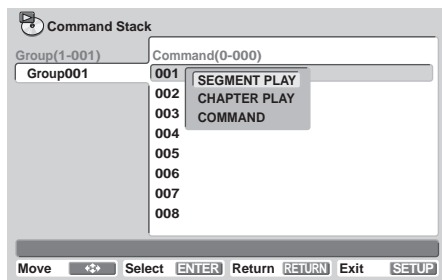 Command Stack
Group(1-001) Command(0-000)
Group001 001 SEGMENT PLAY
002 CHAPTER PLAY
003 COMMAND
004
005
006
007
008
Move Select ENTER Return RETURN Exit SETUP